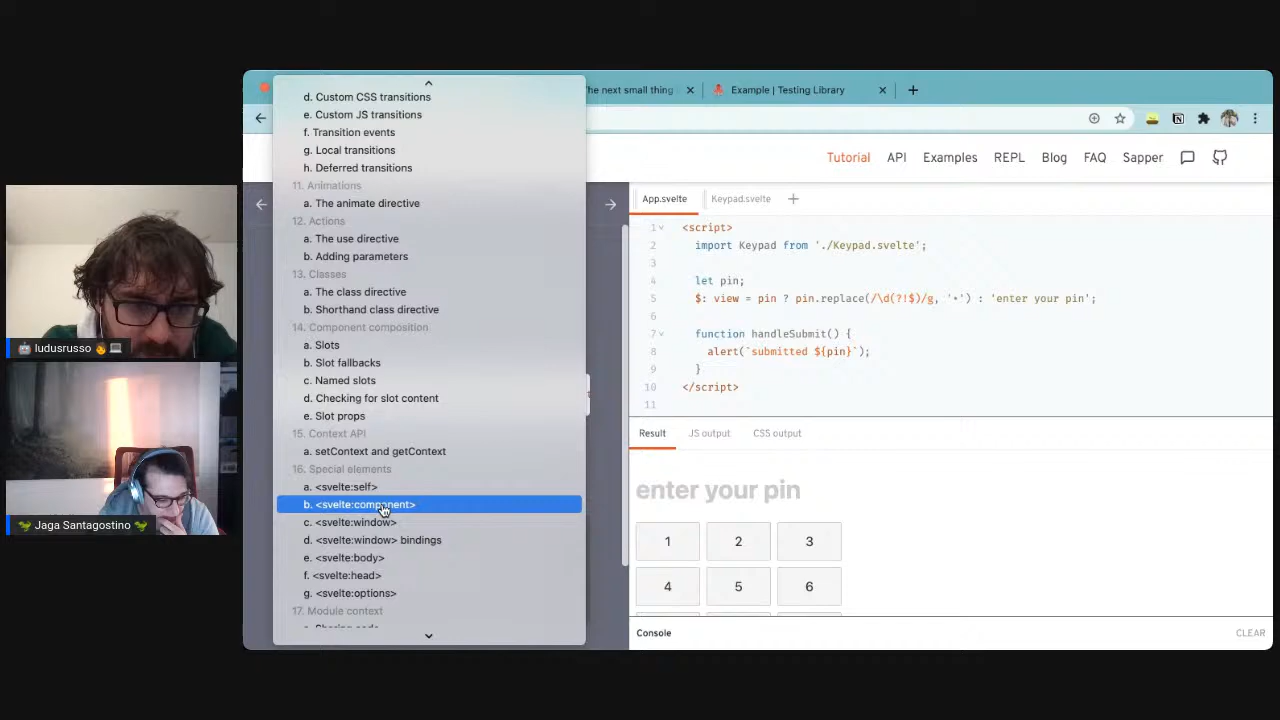 he next small thing
Example | Testing Library
Tutorial
API
Examples
REPL
Blog
FAQ
Sapper
d. Custom CSS transitions
e. Custom JS transitions
f. Transition events
g. Local transitions
h. Deferred transitions
11. Animations
a. The animate directive
12. Actions
a. The use directive
b. Adding parameters
13. Classes
a. The class directive
b. Shorthand class directive
14. Component composition
a. Slots
b. Slot fallbacks
c. Named slots
d. Checking for slot content
e. Slot props
15. Context API
a. setContext and getContext
16. Special elements
a. <svelte:self>
b. <svelte:component>
c. <svelte:window>
d. <svelte:window> bindings
e. <svelte:body>
f. <svelte:head>
g. <svelte:options>
17. Module context
a. Sharing code
App.svelte
Keypad.svelte
1 <script>
2 import Keypad from './Keypad.svelte';
3
4 let pin;
5 $: view = pin ? pin.replace(/\d(?!$)/g, '•') : 'enter your pin';
6
7 function handleSubmit() {
8 alert(`submitted ${pin}`);
9 }
10 </script>
11
Result
JS output
CSS output
enter your pin
1 2 3
4 5 6
Console
CLEAR
ludusrusso
Jaga Santagostino